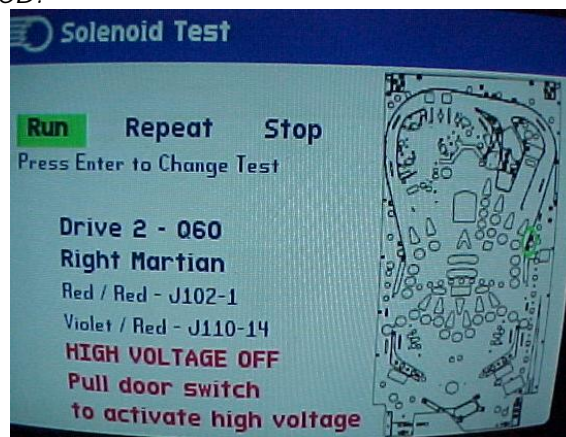 Solenoid Test
Run Repeat Stop
Press Enter to Change Test
Drive 2 - Q60
Right Martian
Red / Red - J102-1
Violet / Red - J110-14
HIGH VOLTAGE OFF
Pull door switch
to activate high voltage